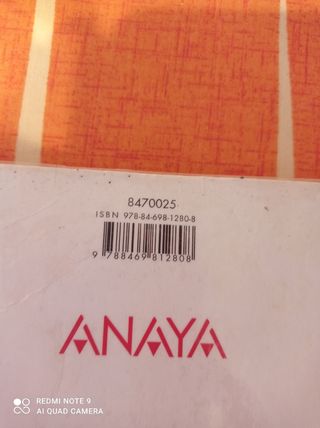 8470025
ISBN 978-84-698-1280-8
9 788469 812808
ANAYA
REDMI NOTE 9
AI QUAD CAMERA